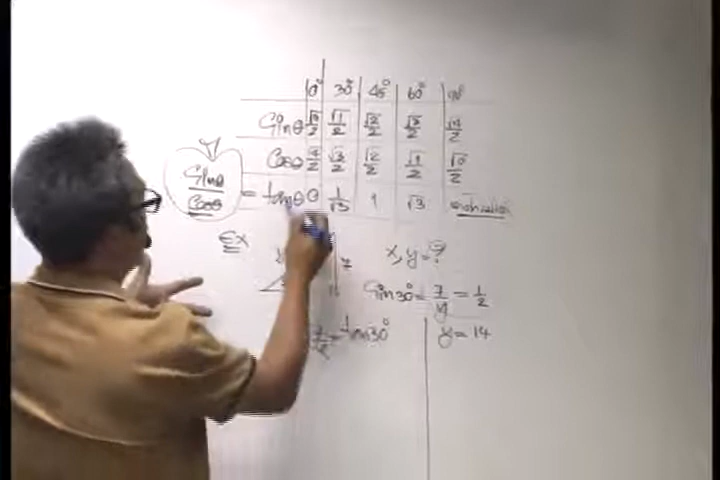 0° 30° 45° 60° 90°
Sinθ √0/2 √1/2 √2/2 √3/2 √4/2
Cosθ √4/2 √3/2 √2/2 √1/2 √0/2
Sinθ/Cosθ = tanθ 0 1/√3 1 √3
Ex
7 x, y = ?
Sin30° = 7/y = 1/2
= tan30° y = 14